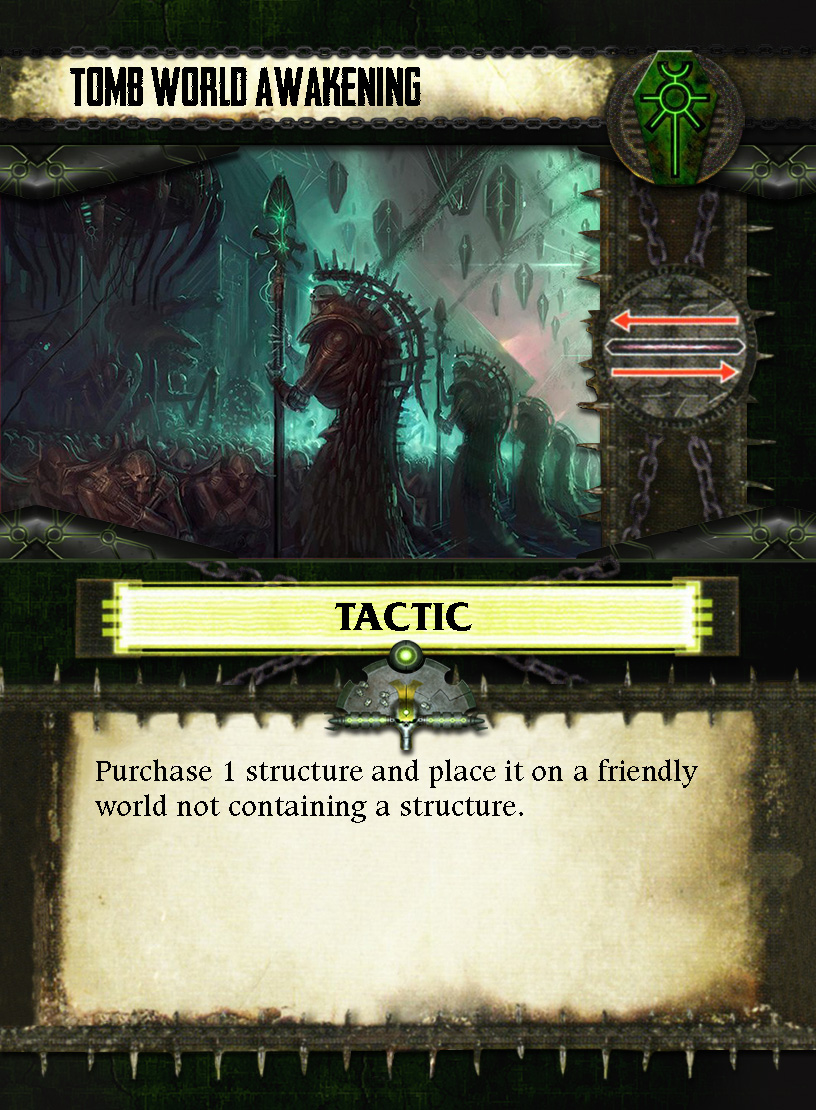 TOMB WORLD AWAKENING
TACTIC
Purchase 1 structure and place it on a friendly
world not containing a structure.